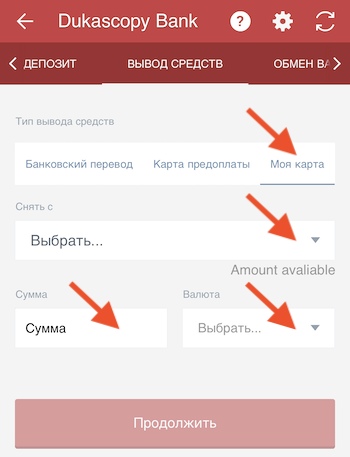 Dukascopy Bank ?
ДЕПОЗИТ ВЫВОД СРЕДСТВ ОБМЕН ВА
Тип вывода средств
Банковский перевод Карта предоплаты Моя карта
Снять с
Выбрать...
Amount avaliable
Сумма Валюта
Сумма Выбрать...
Продолжить